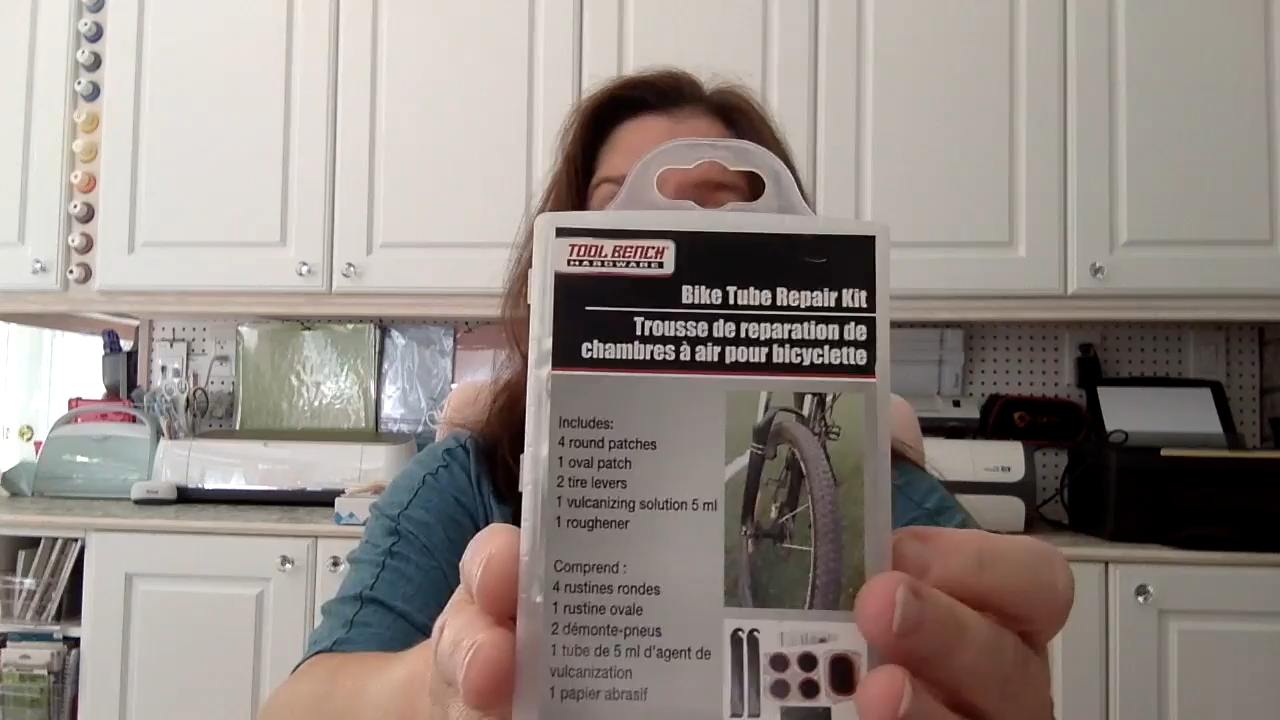 TOOL BENCH
HARDWARE
Bike Tube Repair Kit
Trousse de reparation de
chambres à air pour bicyclette
Includes:
4 round patches
1 oval patch
2 tire levers
1 vulcanizing solution 5 ml
1 roughener
Comprend :
4 rustines rondes
1 rustine ovale
2 démonte-pneus
1 tube de 5 ml d'agent de
vulcanization
1 papier abrasif